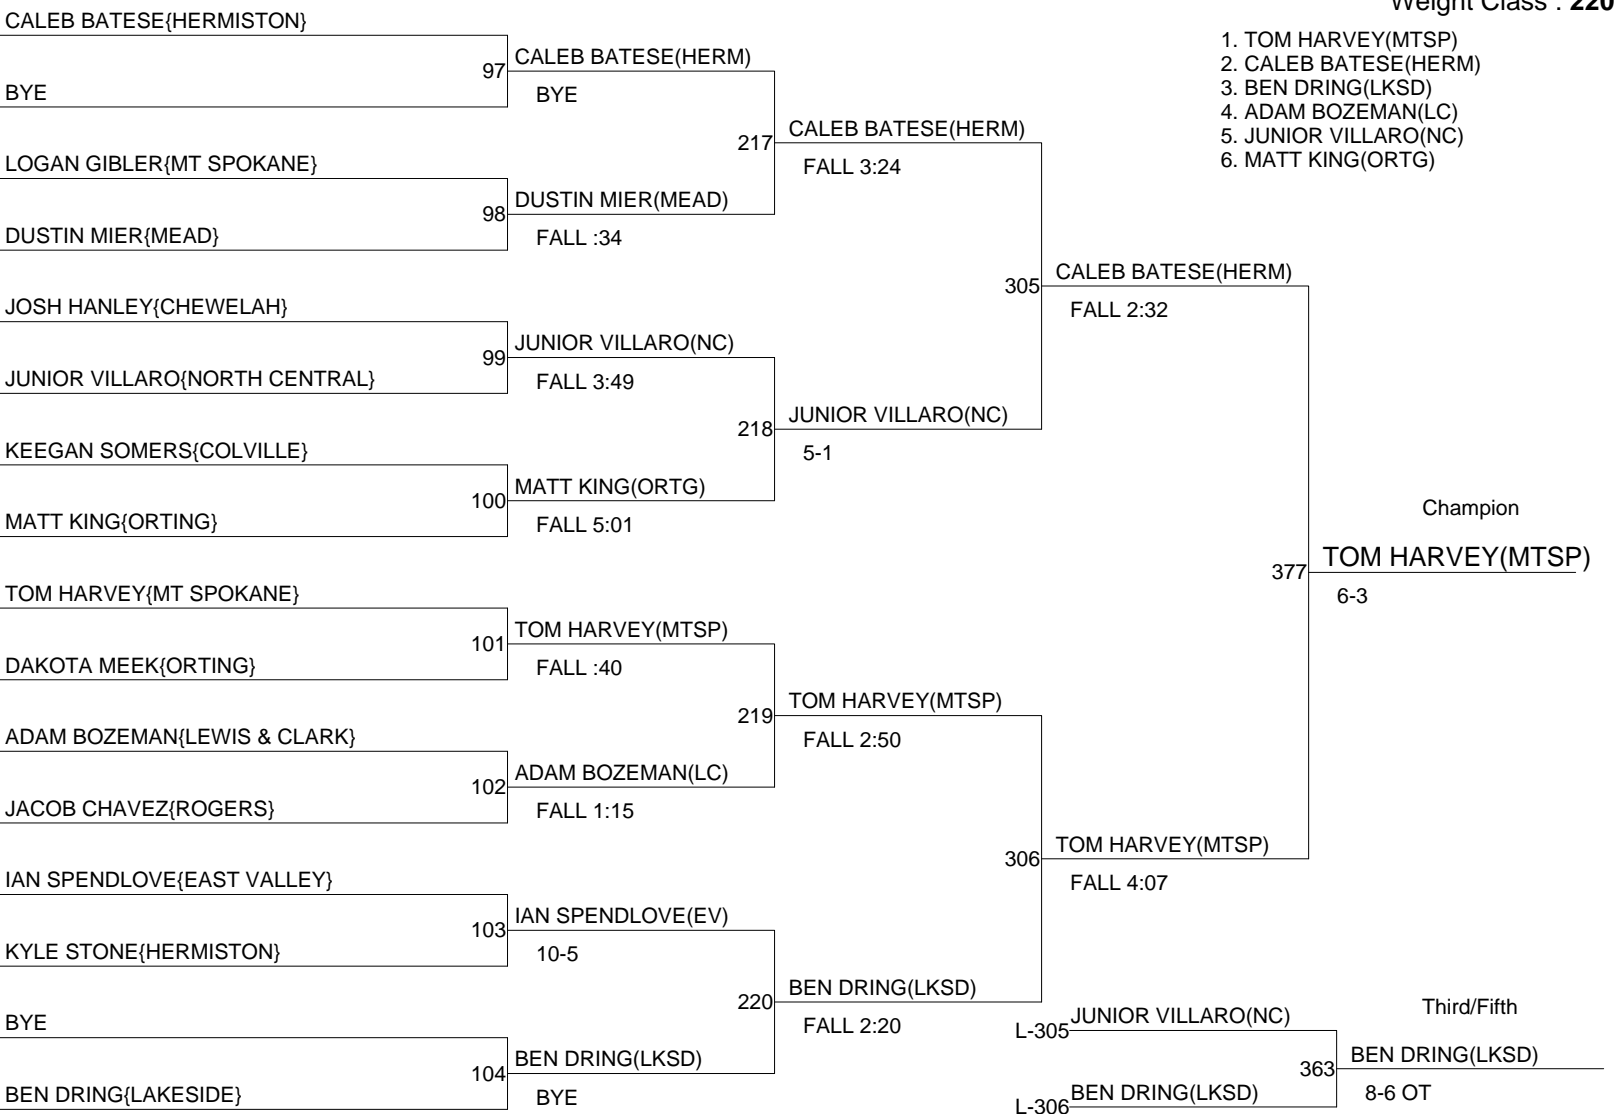 Weight Class : 220
1. TOM HARVEY(MTSP)
2. CALEB BATESE(HERM)
3. BEN DRING(LKSD)
4. ADAM BOZEMAN(LC)
5. JUNIOR VILLARO(NC)
6. MATT KING(ORTG)
CALEB BATESE{HERMISTON}
BYE
LOGAN GIBLER{MT SPOKANE}
DUSTIN MIER{MEAD}
JOSH HANLEY{CHEWELAH}
JUNIOR VILLARO{NORTH CENTRAL}
KEEGAN SOMERS{COLVILLE}
MATT KING{ORTING}
TOM HARVEY{MT SPOKANE}
DAKOTA MEEK{ORTING}
ADAM BOZEMAN{LEWIS & CLARK}
JACOB CHAVEZ{ROGERS}
IAN SPENDLOVE{EAST VALLEY}
KYLE STONE{HERMISTON}
BYE
BEN DRING{LAKESIDE}
97 CALEB BATESE(HERM)
BYE
98 DUSTIN MIER(MEAD)
FALL :34
99 JUNIOR VILLARO(NC)
FALL 3:49
100 MATT KING(ORTG)
FALL 5:01
101 TOM HARVEY(MTSP)
FALL :40
102 ADAM BOZEMAN(LC)
FALL 1:15
103 IAN SPENDLOVE(EV)
10-5
104 BEN DRING(LKSD)
BYE
217 CALEB BATESE(HERM)
FALL 3:24
218 JUNIOR VILLARO(NC)
5-1
219 TOM HARVEY(MTSP)
FALL 2:50
220 BEN DRING(LKSD)
FALL 2:20
305 CALEB BATESE(HERM)
FALL 2:32
306 TOM HARVEY(MTSP)
FALL 4:07
Champion
377 TOM HARVEY(MTSP)
6-3
Third/Fifth
L-305 JUNIOR VILLARO(NC)
L-306 BEN DRING(LKSD)
363 BEN DRING(LKSD)
8-6 OT